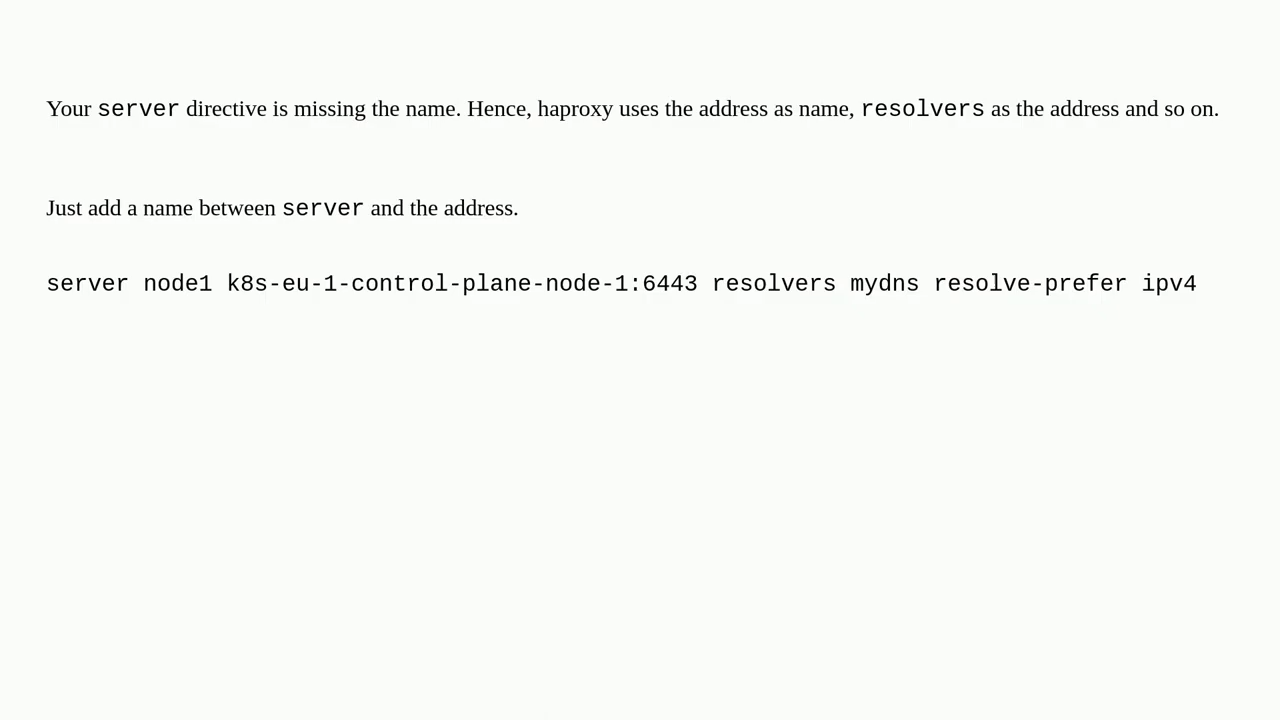 Your server directive is missing the name. Hence, haproxy uses the address as name, resolvers as the address and so on.
Just add a name between server and the address.
server node1 k8s-eu-1-control-plane-node-1:6443 resolvers mydns resolve-prefer ipv4